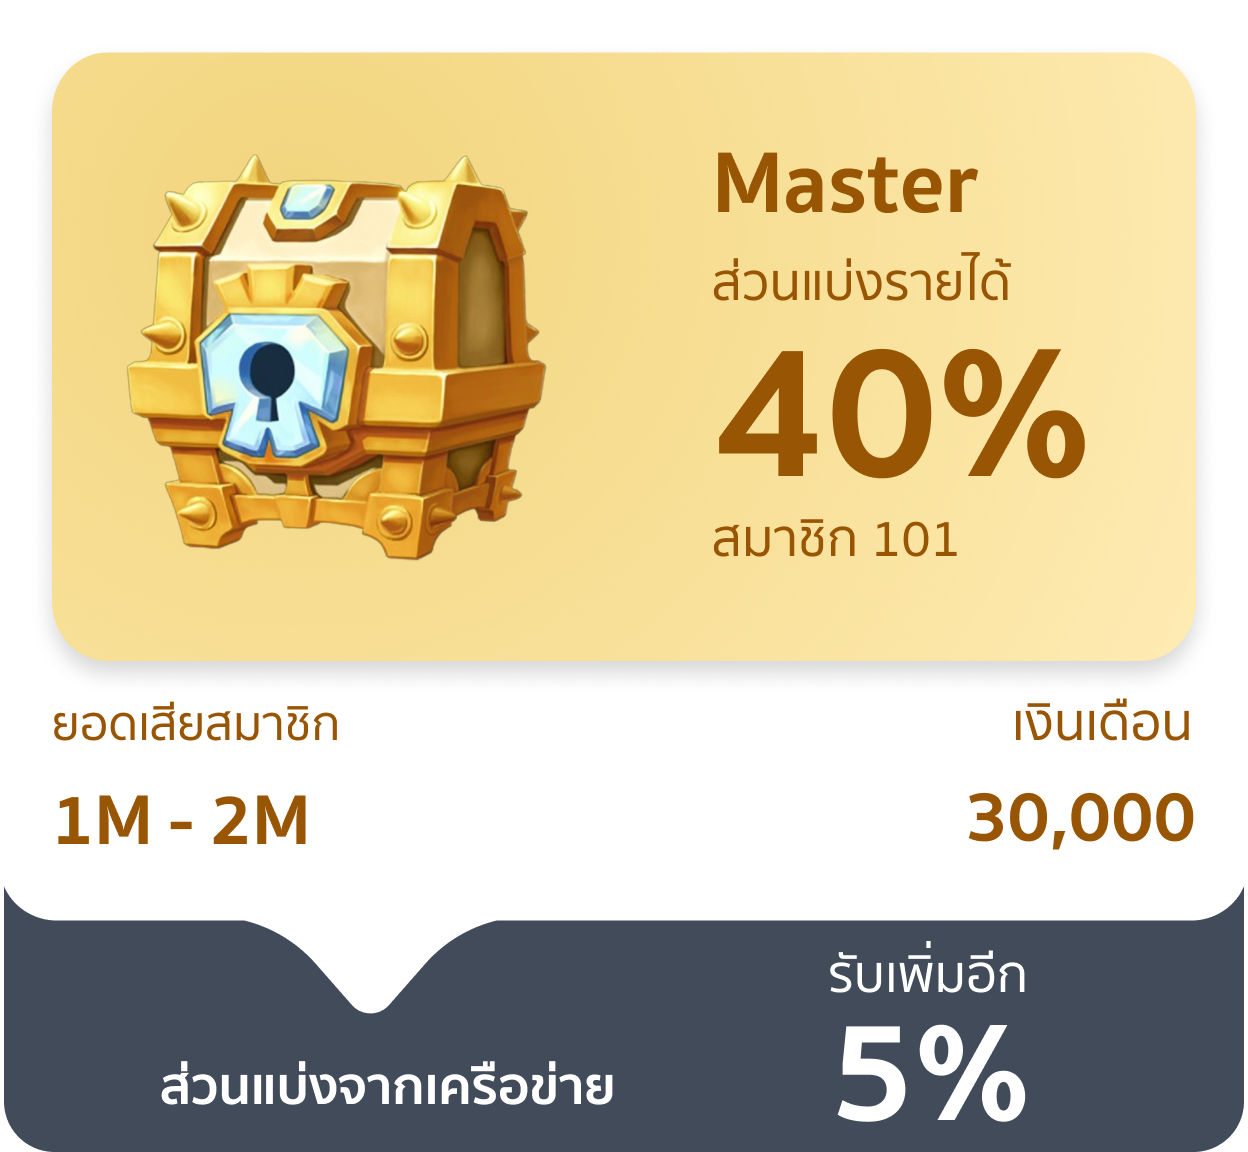 Master
ส่วนแบ่งรายได้
40%
สมาชิก 101
ยอดเสียสมาชิก
เงินเดือน
1M - 2M
30,000
รับเพิ่มอีก
5%
ส่วนแบ่งจากเครือข่าย